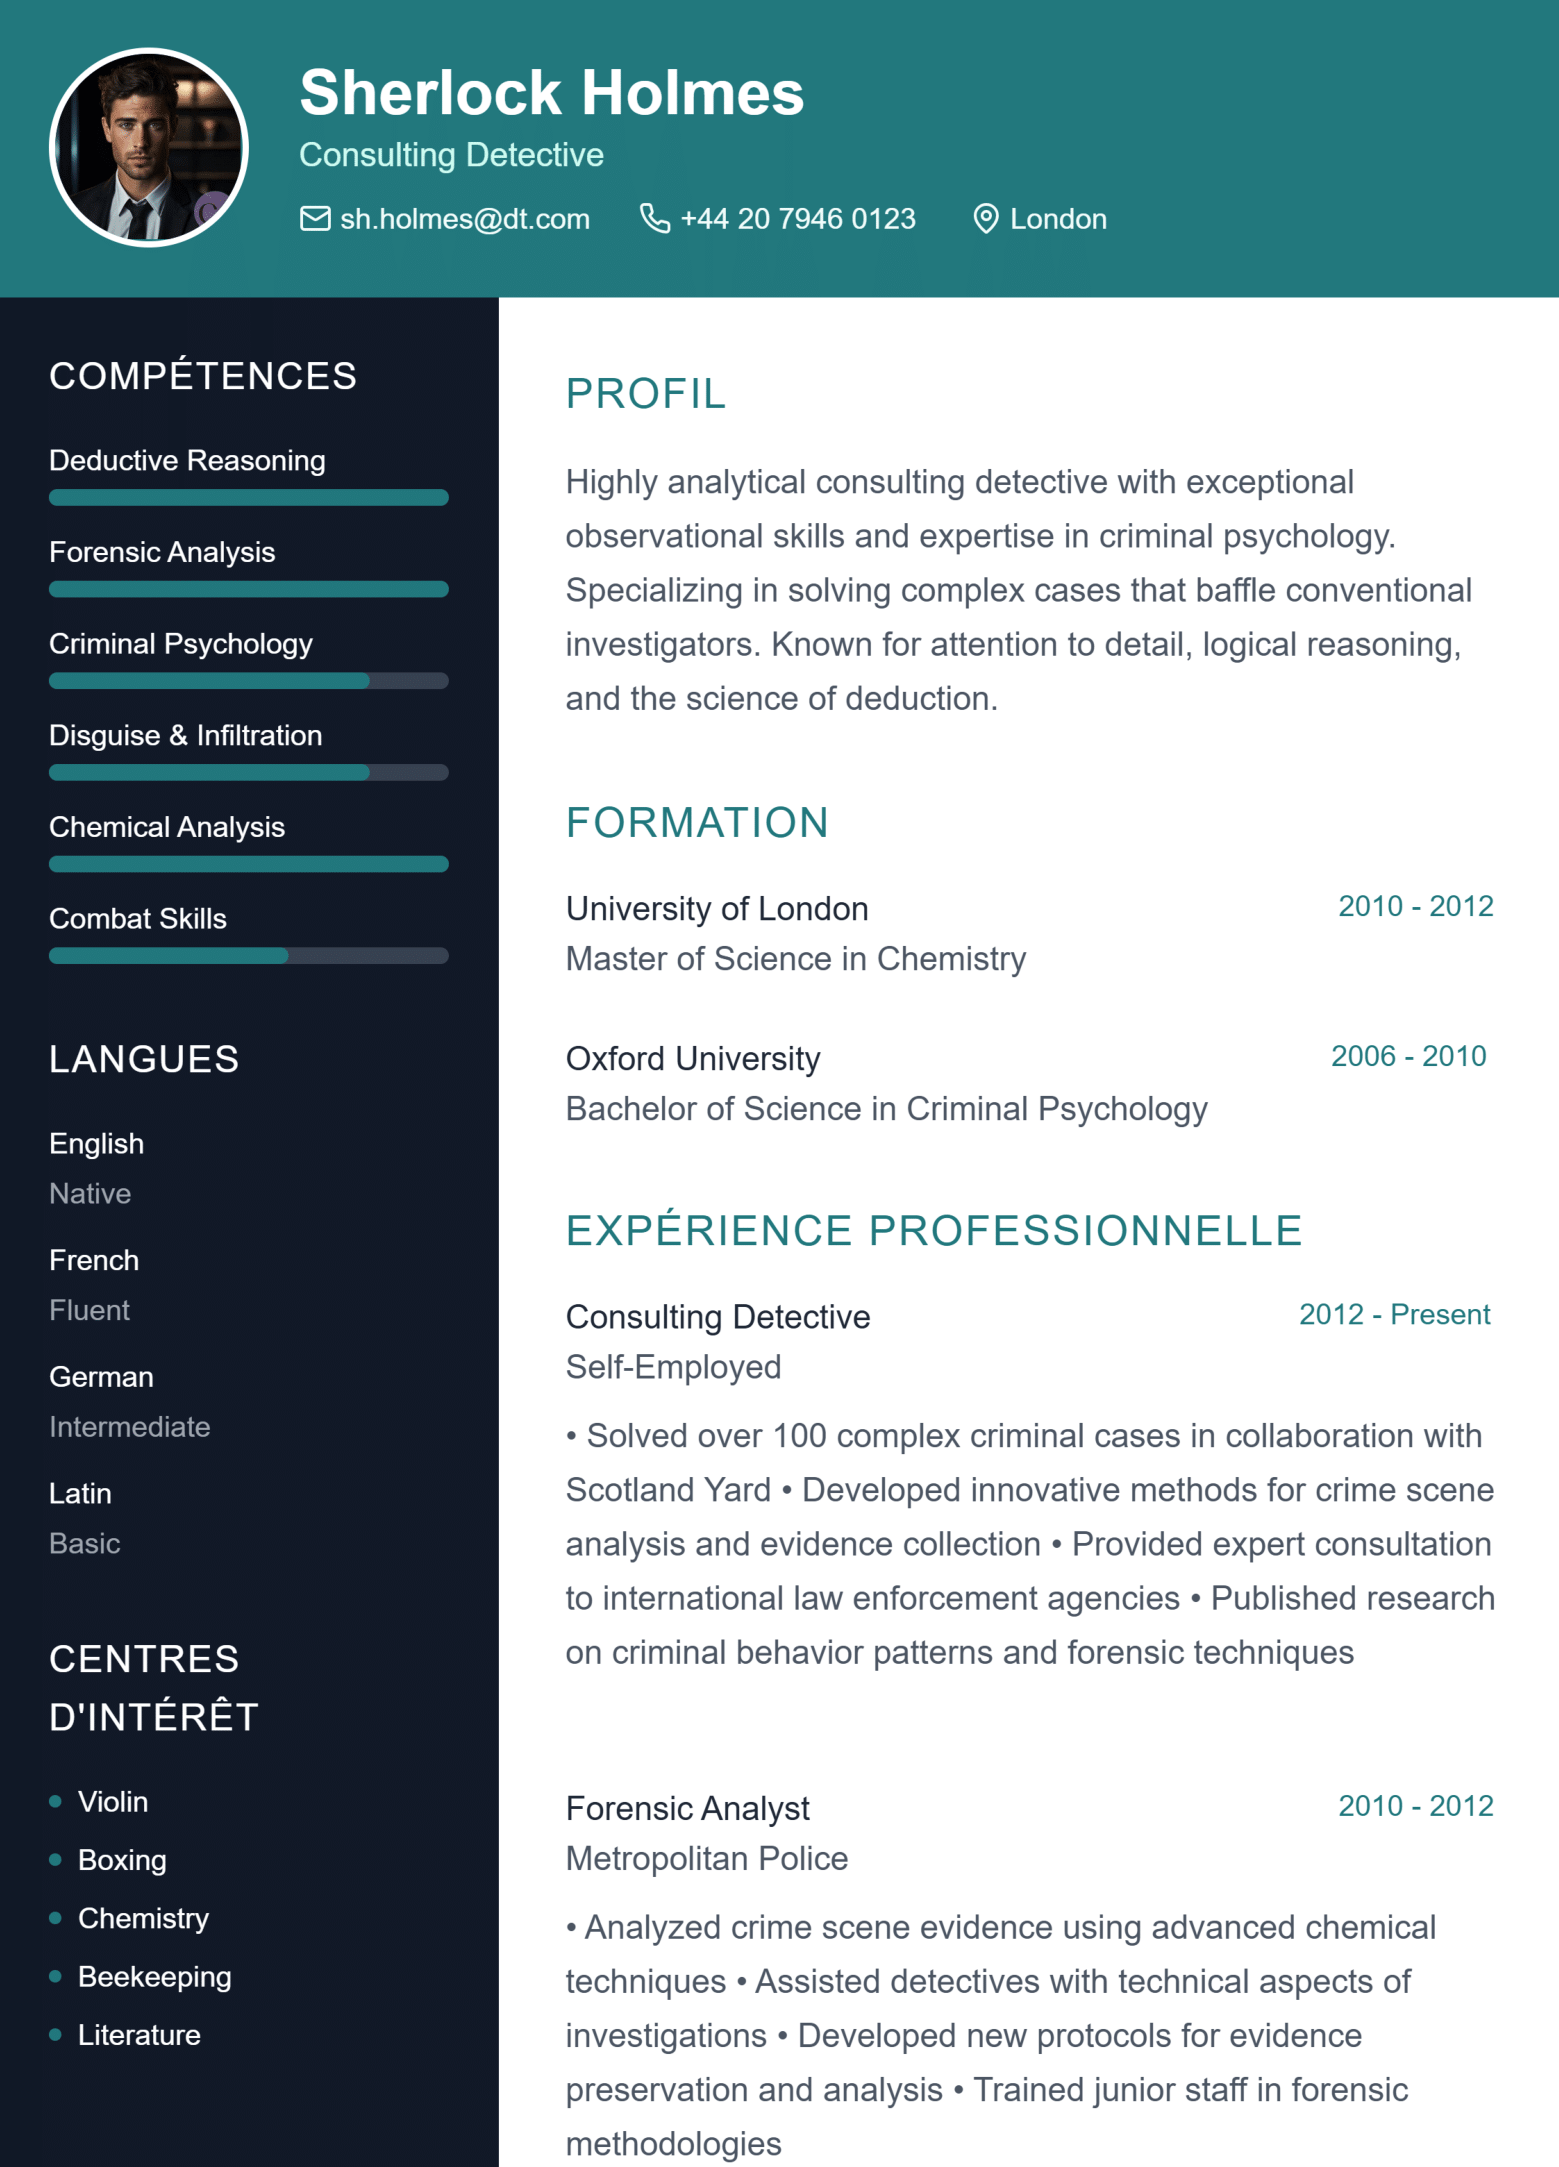 Sherlock Holmes
Consulting Detective
sh.holmes@dt.com +44 20 7946 0123 London
COMPÉTENCES
Deductive Reasoning
Forensic Analysis
Criminal Psychology
Disguise & Infiltration
Chemical Analysis
Combat Skills
LANGUES
English
Native
French
Fluent
German
Intermediate
Latin
Basic
CENTRES
D'INTÉRÊT
Violin
Boxing
Chemistry
Beekeeping
Literature
PROFIL
Highly analytical consulting detective with exceptional
observational skills and expertise in criminal psychology.
Specializing in solving complex cases that baffle conventional
investigators. Known for attention to detail, logical reasoning,
and the science of deduction.
FORMATION
University of London 2010 - 2012
Master of Science in Chemistry
Oxford University 2006 - 2010
Bachelor of Science in Criminal Psychology
EXPÉRIENCE PROFESSIONNELLE
Consulting Detective 2012 - Present
Self-Employed
• Solved over 100 complex criminal cases in collaboration with
Scotland Yard • Developed innovative methods for crime scene
analysis and evidence collection • Provided expert consultation
to international law enforcement agencies • Published research
on criminal behavior patterns and forensic techniques
Forensic Analyst 2010 - 2012
Metropolitan Police
• Analyzed crime scene evidence using advanced chemical
techniques • Assisted detectives with technical aspects of
investigations • Developed new protocols for evidence
preservation and analysis • Trained junior staff in forensic
methodologies